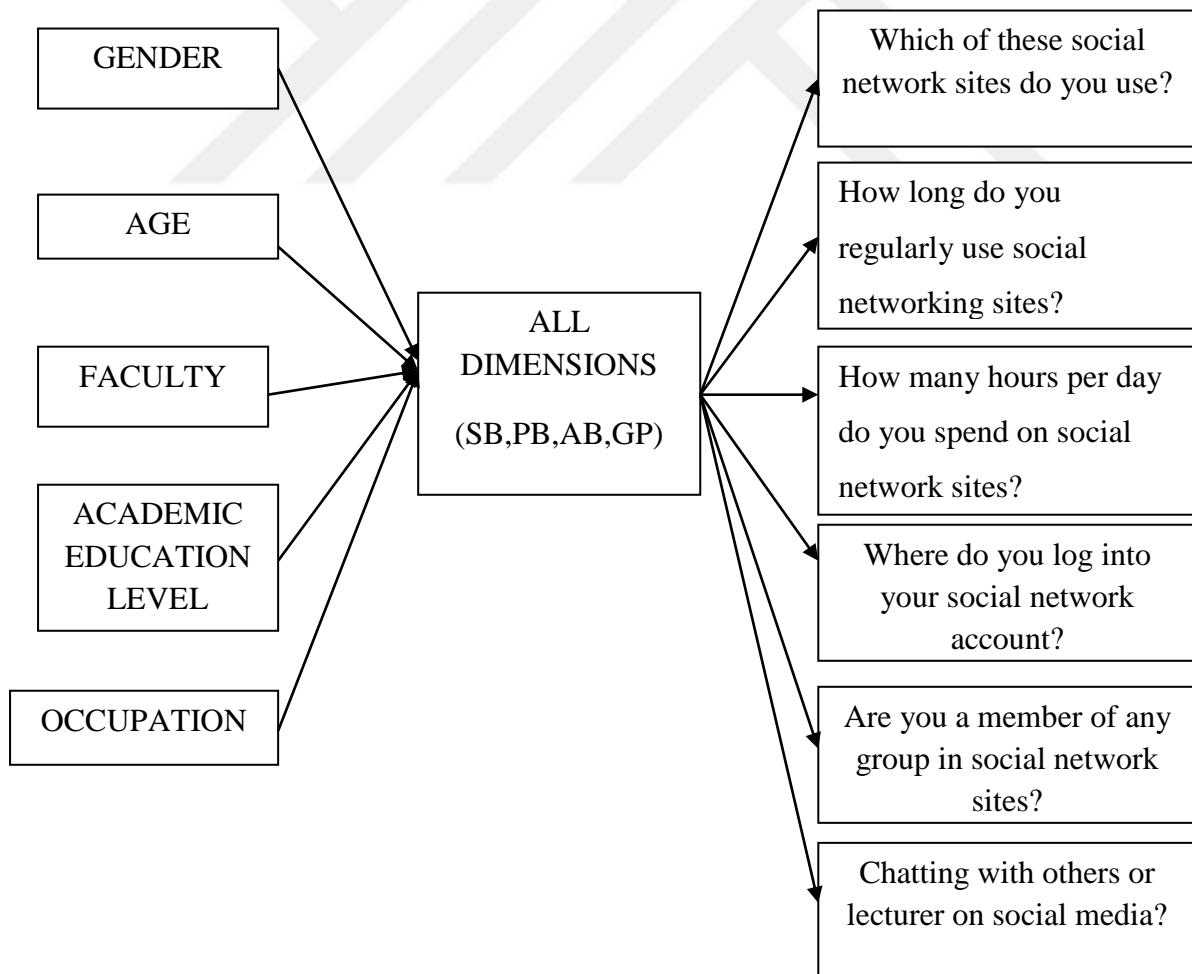 GENDER
AGE
FACULTY
ACADEMIC
EDUCATION
LEVEL
OCCUPATION
ALL
DIMENSIONS
(SB,PB,AB,GP)
Which of these social
network sites do you use?
How long do you
regularly use social
networking sites?
How many hours per day
do you spend on social
network sites?
Where do you log into
your social network
account?
Are you a member of any
group in social network
sites?
Chatting with others or
lecturer on social media?